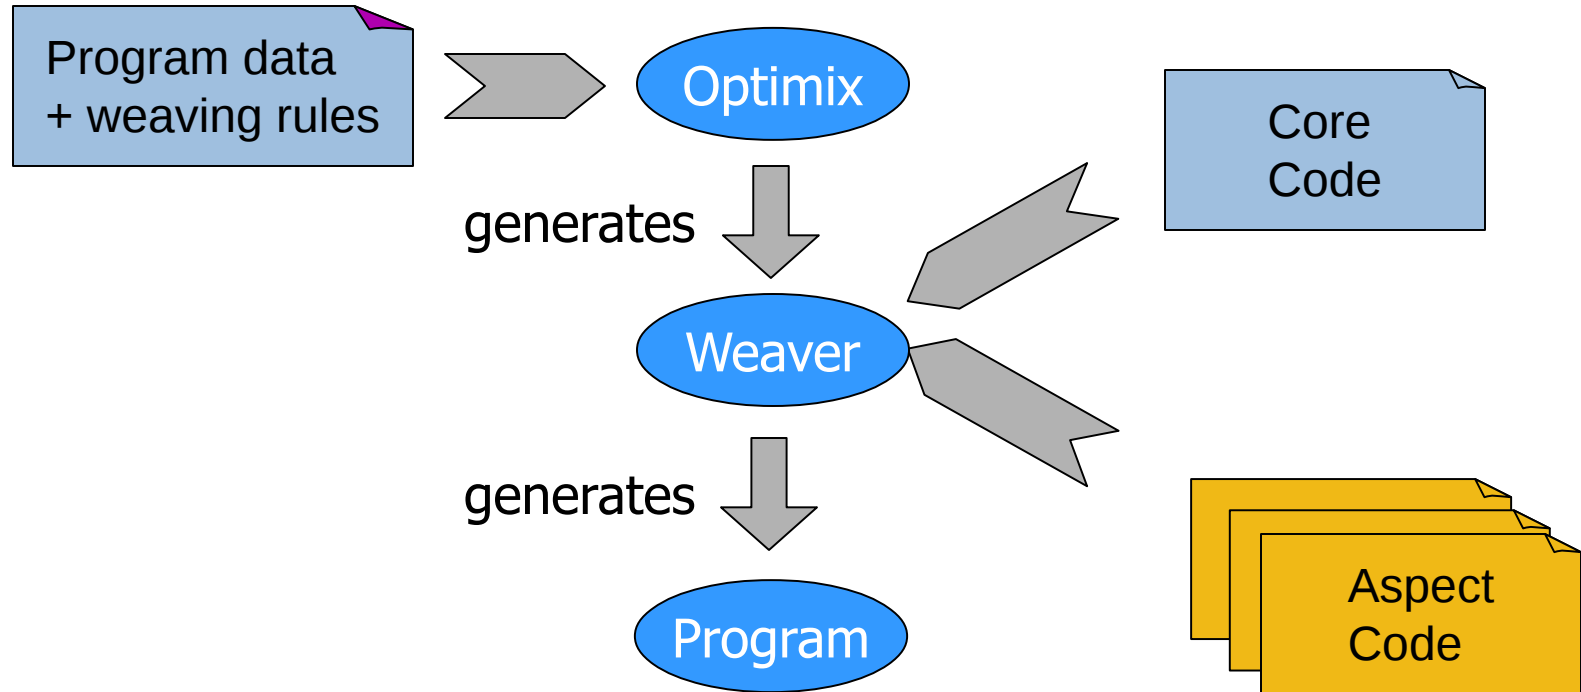 Program data
+ weaving rules
Optimix
Core
Code
generates
Weaver
generates
Aspect
Code
Program